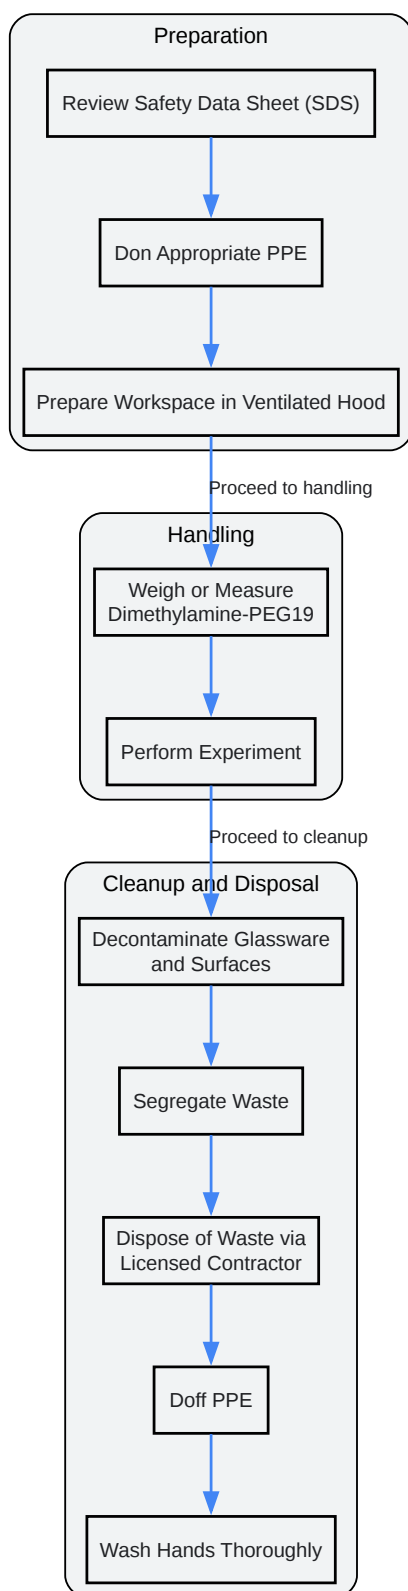 Preparation
Review Safety Data Sheet (SDS)
Don Appropriate PPE
Prepare Workspace in Ventilated Hood
Proceed to handling
Handling
Weigh or Measure
Dimethylamine-PEG19
Perform Experiment
Proceed to cleanup
Cleanup and Disposal
Decontaminate Glassware
and Surfaces
Segregate Waste
Dispose of Waste via
Licensed Contractor
Doff PPE
Wash Hands Thoroughly